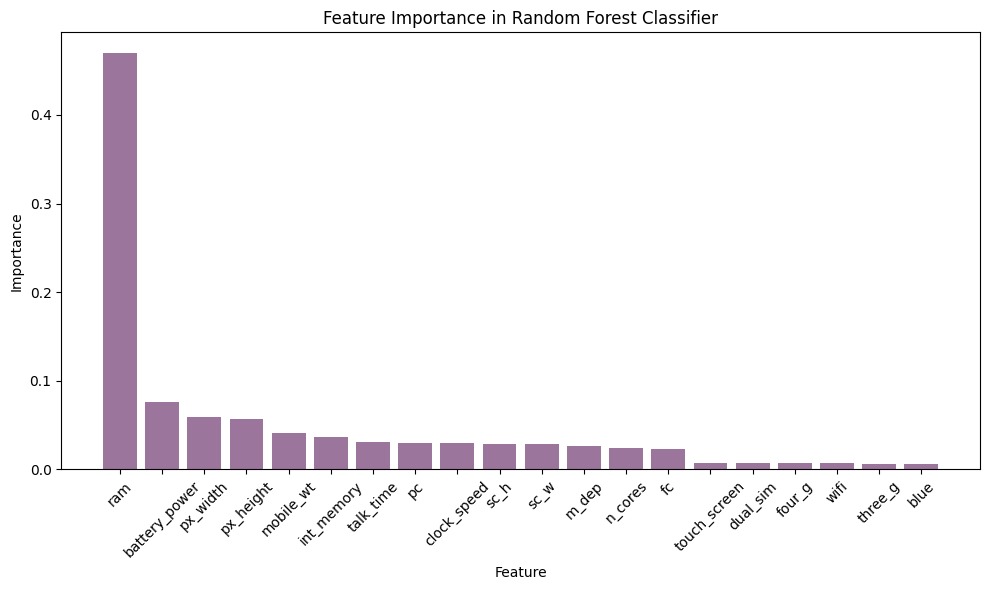 Feature Importance in Random Forest Classifier
Importance
0.4
0.3
0.2
0.1
0.0
ram
battery_power
px_width
px_height
mobile_wt
int_memory
talk_time
pc
clock_speed
sc_h
sc_w
m_dep
n_cores
fc
touch_screen
dual_sim
four_g
wifi
three_g
blue
Feature